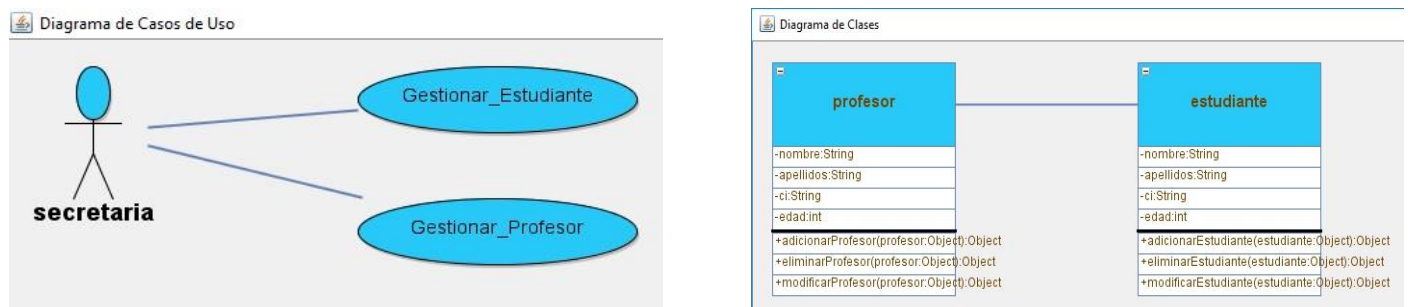 Diagrama de Casos de Uso
Gestionar_Estudiante
secretaria
Gestionar_Profesor
Diagrama de Clases
profesor
-nombre:String
-apellidos:String
-ci:String
-edad:int
+adicionarProfesor(profesor:Object):Object
+eliminarProfesor(profesor:Object):Object
+modificarProfesor(profesor:Object):Object
estudiante
-nombre:String
-apellidos:String
-ci:String
-edad:int
+adicionarEstudiante(estudiante:Object):Object
+eliminarEstudiante(estudiante:Object):Object
+modificarEstudiante(estudiante:Object):Object